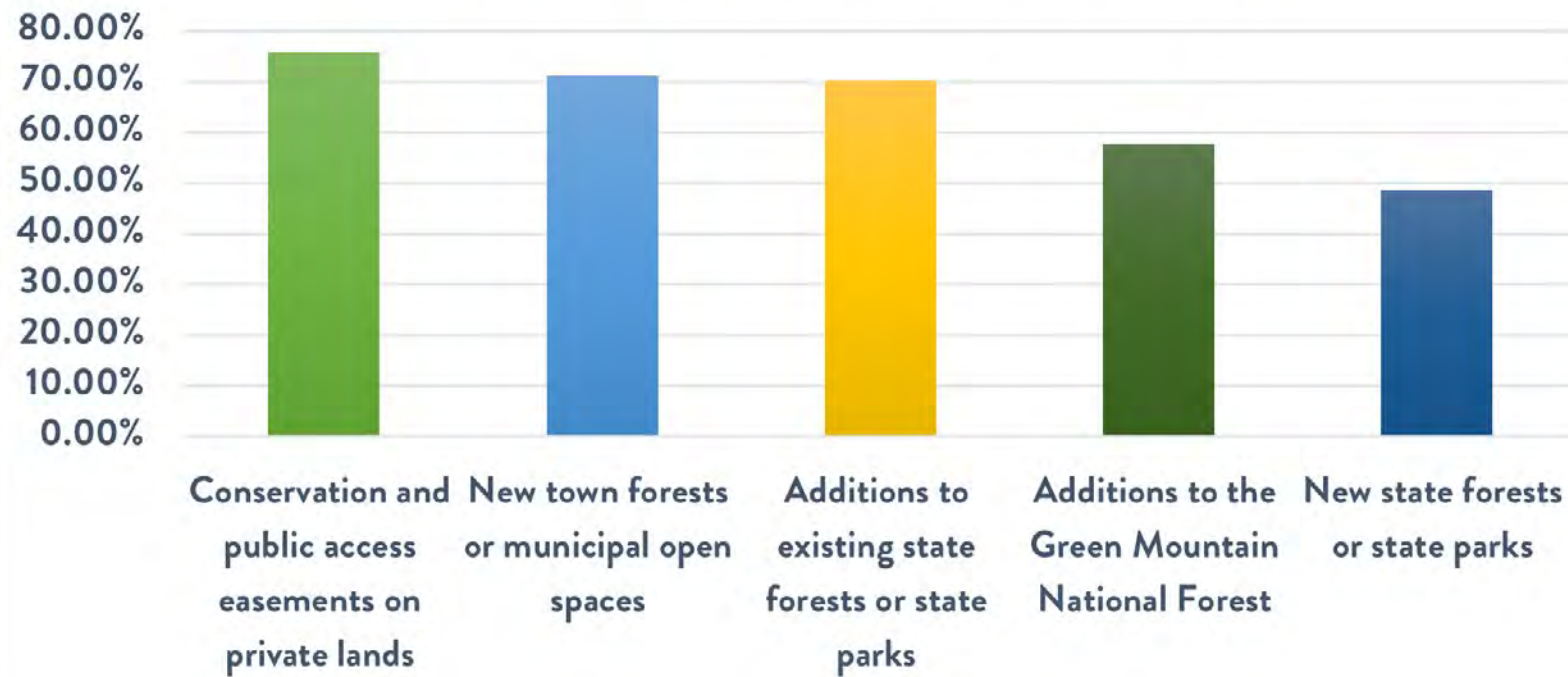 80.00%
70.00%
60.00%
50.00%
40.00%
30.00%
20.00%
10.00%
0.00%
Conservation and
public access
easements on
private lands
New town forests
or municipal open
spaces
Additions to
existing state
forests or state
parks
Additions to the
Green Mountain
National Forest
New state forests
or state parks